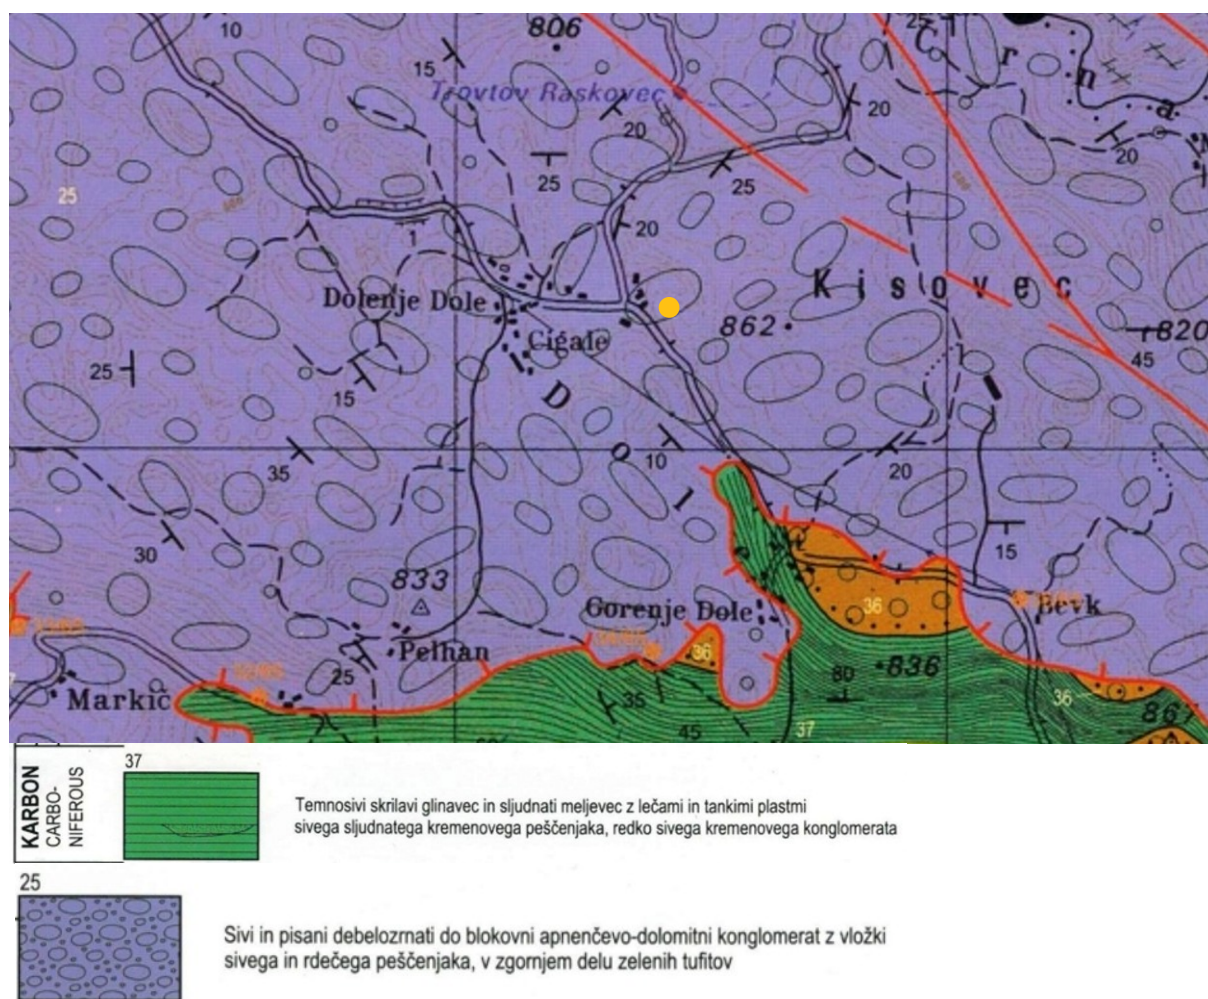 10
806
25
C
r
n
a
15
Trovtov Raskovec
20
20
20
25
25
25
20
1
K i s o v e c
Dolenje Dole
862
820
Cigale
45
25
15
D
o
l
10
35
20
30
15
833
36
Gorenje Dole
Bevk
Pelhan
36
25
80
836
Markič
35
36
867
45
37
KARBON
CARBO-
NIFEROUS
37
Temnosivi skrilavi glinavec in sljudnati meljevec z lečami in tankimi plastmi
sivega sljudnatega kremenovega peščenjaka, redko sivega kremenovega konglomerata
25
Sivi in pisani debelozrnati do blokovni apnenčevo-dolomitni konglomerat z vložki
sivega in rdečega peščenjaka, v zgornjem delu zelenih tufitov